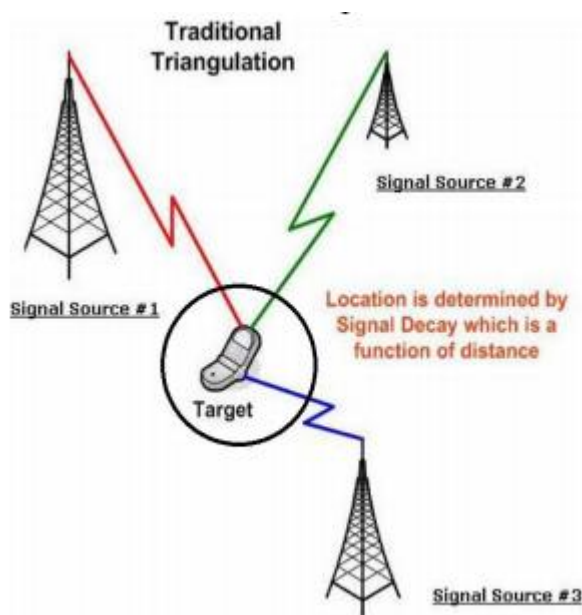 Traditional
Triangulation
Signal Source #2
Signal Source #1
Location is determined by
Signal Decay which is a
function of distance
Target
Signal Source #3